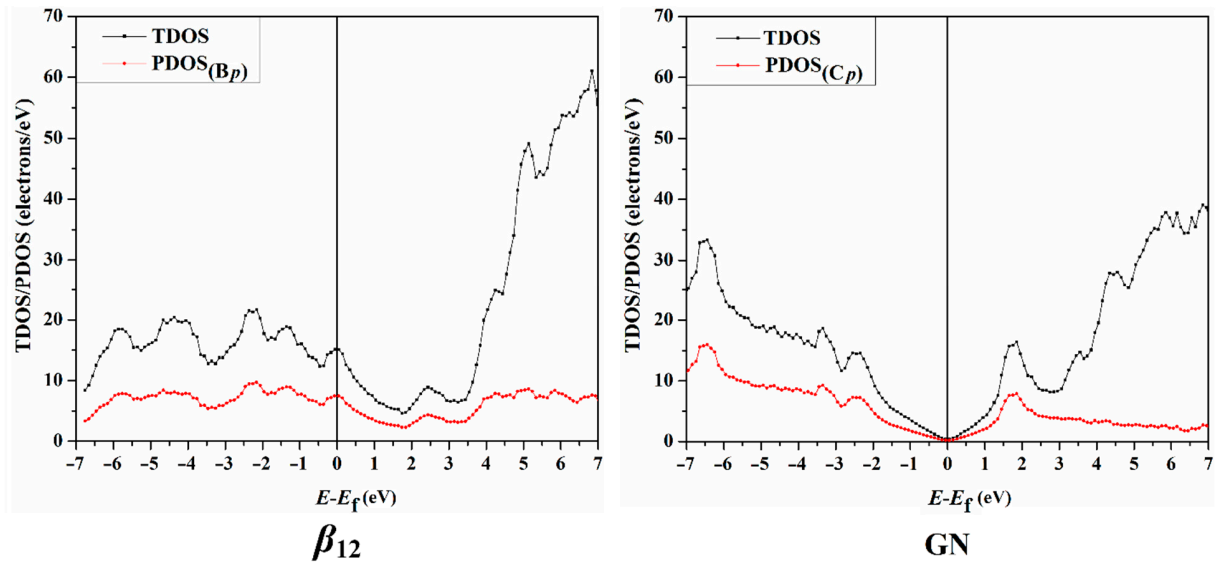 TDOS/PDOS (electrons/eV)
70
60
50
40
30
20
10
0
TDOS
PDOS(Bp)
−7 −6 −5 −4 −3 −2 −1 0 1 2 3 4 5 6 7
E-Ef (eV)
β12
TDOS/PDOS (electrons/eV)
70
60
50
40
30
20
10
0
TDOS
PDOS(Cp)
−7 −6 −5 −4 −3 −2 −1 0 1 2 3 4 5 6 7
E-Ef (eV)
GN